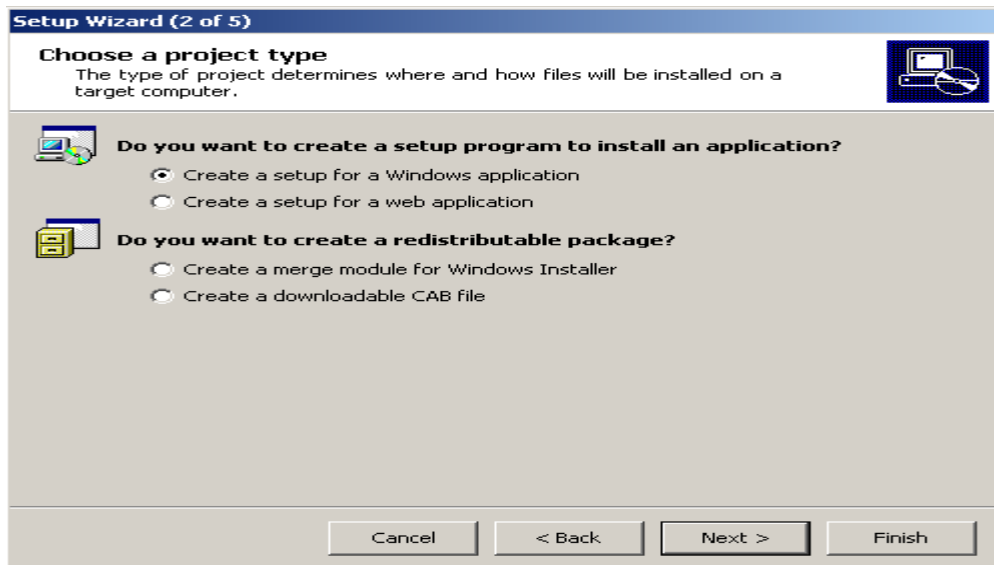 Setup Wizard (2 of 5)
Choose a project type
The type of project determines where and how files will be installed on a
target computer.
Do you want to create a setup program to install an application?
Create a setup for a Windows application
Create a setup for a web application
Do you want to create a redistributable package?
Create a merge module for Windows Installer
Create a downloadable CAB file
Cancel
< Back
Next >
Finish